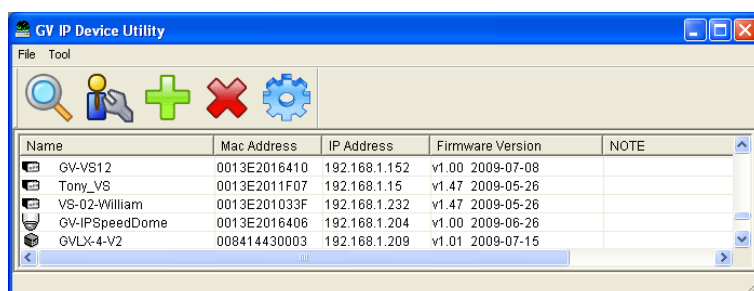 GV IP Device Utility
File Tool
Name Mac Address IP Address Firmware Version NOTE
GV-VS12 0013E2016410 192.168.1.152 v1.00 2009-07-08
Tony_VS 0013E2011F07 192.168.1.15 v1.47 2009-05-26
VS-02-William 0013E201033F 192.168.1.232 v1.47 2009-05-26
GV-IPSpeedDome 0013E2016406 192.168.1.204 v1.00 2009-06-26
GVLX-4-V2 008414430003 192.168.1.209 v1.01 2009-07-15